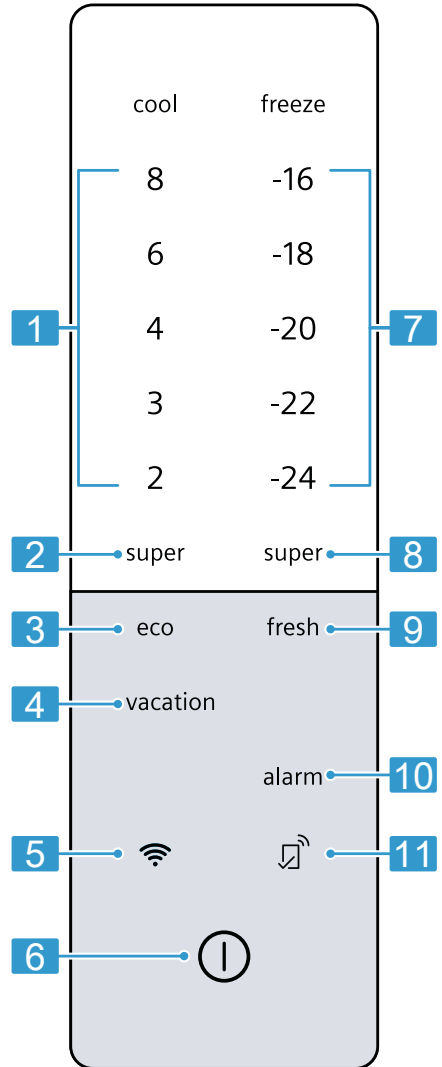 cool freeze
8 -16
6 -18
1 4 -20 7
3 -22
2 -24
2 super super 8
3 eco fresh 9
4 vacation
alarm 10
5 11
6